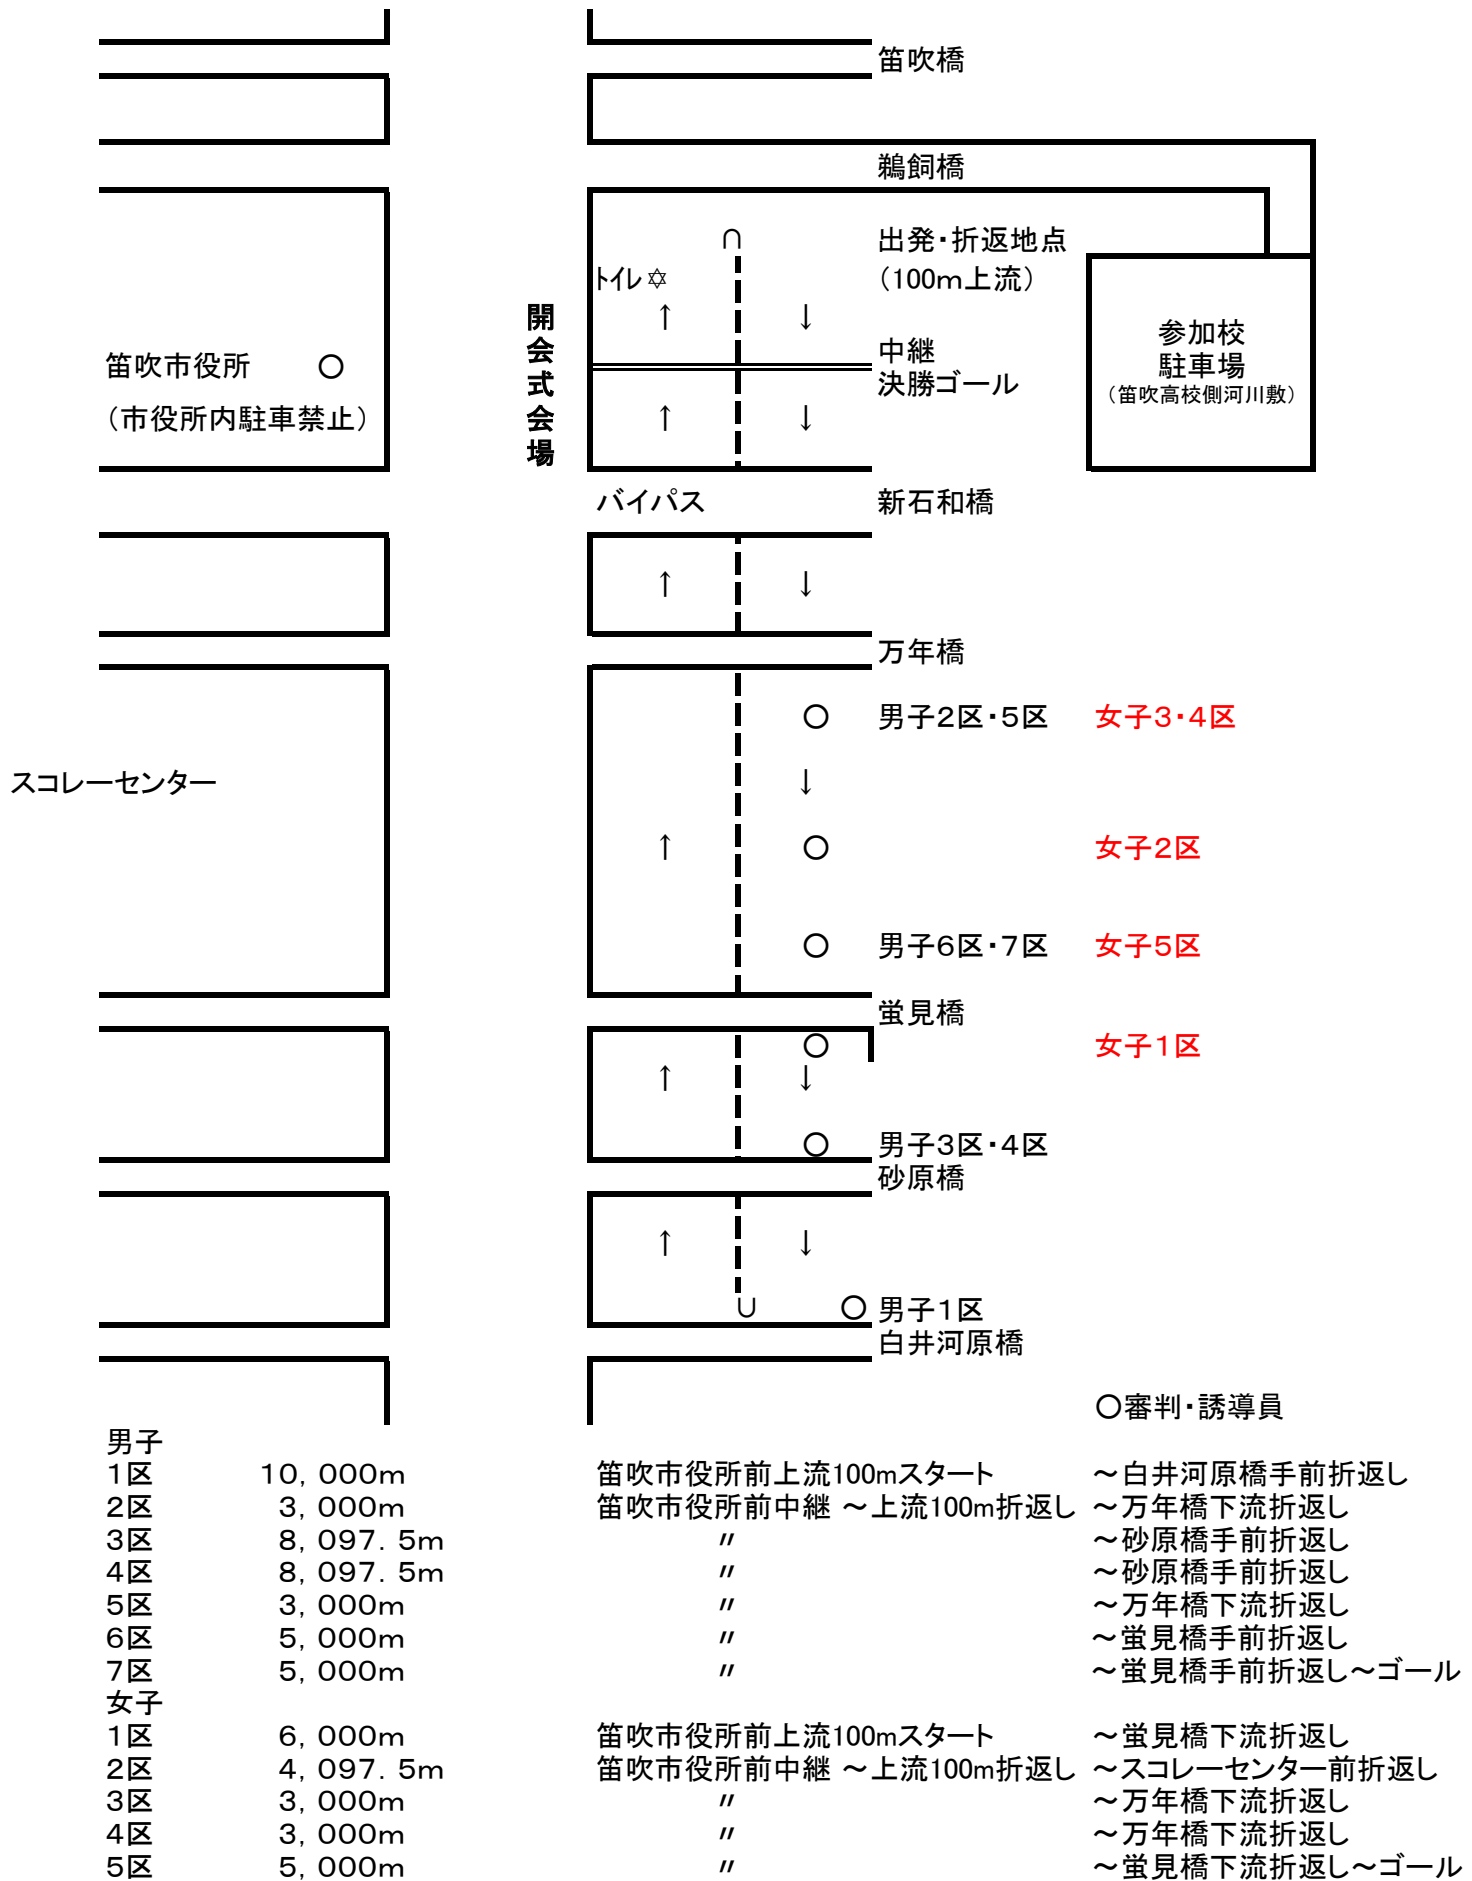 笛吹橋
鵜飼橋
出発・折返地点
（100m上流）
トイレ✡
開会式会場
中継
決勝ゴール
参加校
駐車場
（笛吹高校側河川敷）
笛吹市役所　○
（市役所内駐車禁止）
バイパス
新石和橋
万年橋
男子２区・５区　女子３・４区
スコレーセンター
女子２区
男子６区・７区　女子５区
蛍見橋
女子１区
男子３区・４区
砂原橋
男子１区
白井河原橋
○審判・誘導員
男子
１区　１０，０００ｍ　笛吹市役所前上流100mスタート　～白井河原橋手前折返し
２区　３，０００ｍ　笛吹市役所前中継 ～上流100m折返し　～万年橋下流折返し
３区　８，０９７．５ｍ　〃　～砂原橋手前折返し
４区　８，０９７．５ｍ　〃　～砂原橋手前折返し
５区　３，０００ｍ　〃　～万年橋下流折返し
６区　５，０００ｍ　〃　～蛍見橋手前折返し
７区　５，０００ｍ　〃　～蛍見橋手前折返し～ゴール
女子
１区　６，０００ｍ　笛吹市役所前上流100mスタート　～蛍見橋下流折返し
２区　４，０９７．５ｍ　笛吹市役所前中継 ～上流100m折返し　～スコレーセンター前折返し
３区　３，０００ｍ　〃　～万年橋下流折返し
４区　３，０００ｍ　〃　～万年橋下流折返し
５区　５，０００ｍ　〃　～蛍見橋下流折返し～ゴール